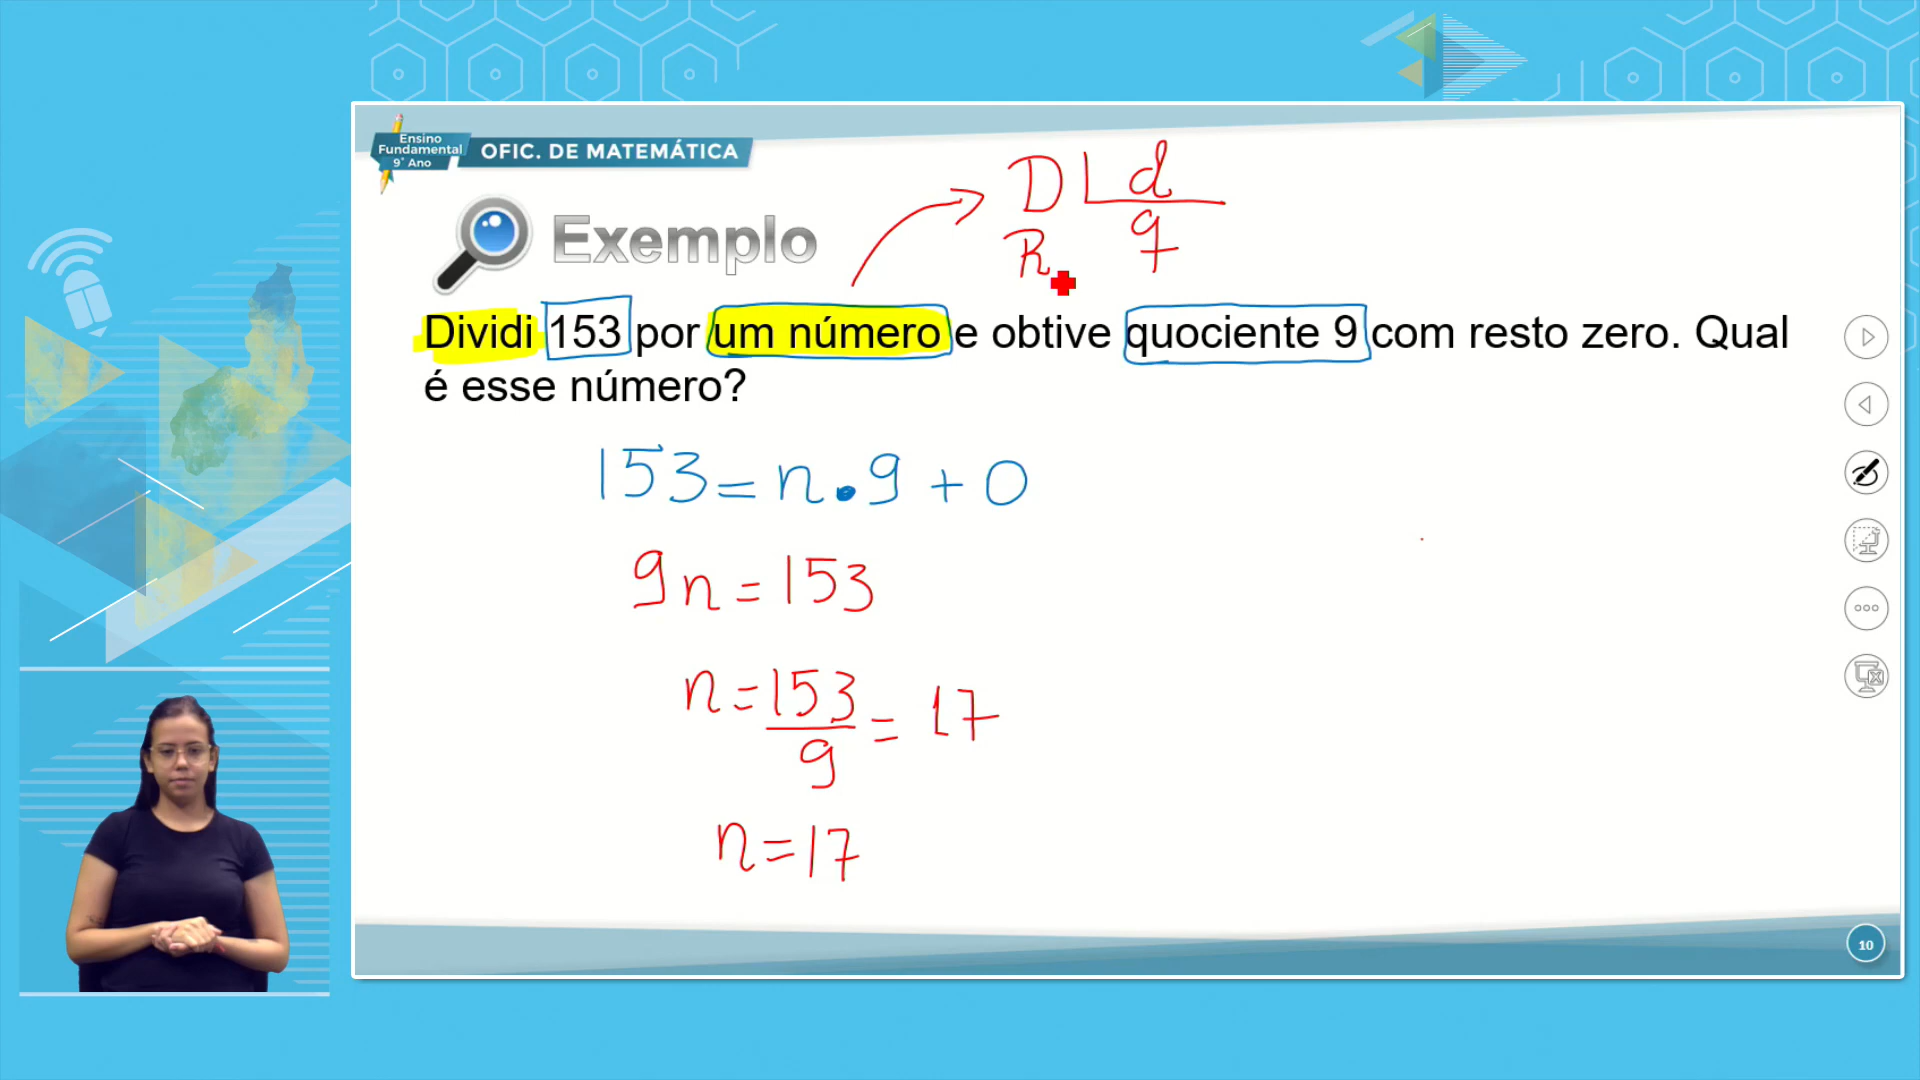 Ensino
Fundamental
9° Ano
OFIC. DE MATEMÁTICA
Exemplo
D d
R q
Dividi 153 por um número e obtive quociente 9 com resto zero. Qual
é esse número?
153 = n . 9 + 0
9n = 153
n = 153/9 = 17
n = 17
10